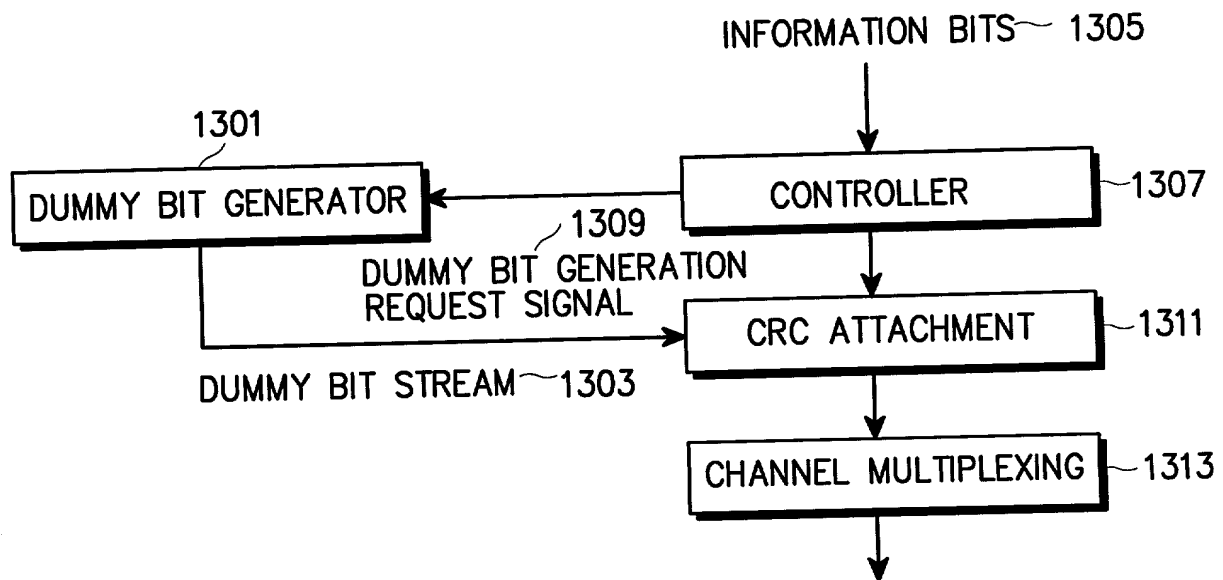 INFORMATION BITS 1305
1301
DUMMY BIT GENERATOR
CONTROLLER
1307
1309
DUMMY BIT GENERATION
REQUEST SIGNAL
CRC ATTACHMENT
1311
DUMMY BIT STREAM 1303
CHANNEL MULTIPLEXING
1313